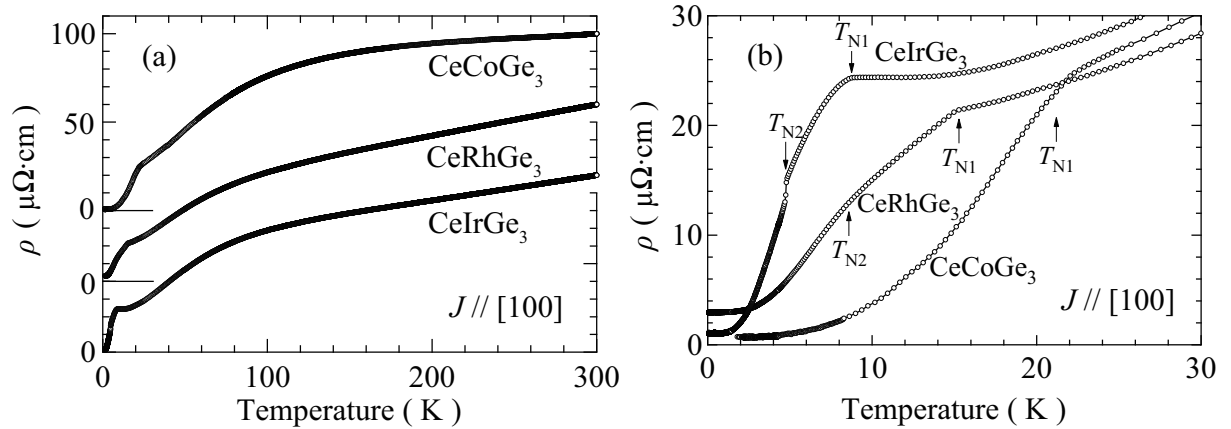 100
(a)
CeCoGe3
50
CeRhGe3
0
CeIrGe3
0
J // [100]
0
0 100 200 300
Temperature ( K )
ρ ( μΩ·cm )
30
(b)
TN1
CeIrGe3
20
TN2
TN1
TN1
CeRhGe3
10
TN2
CeCoGe3
J // [100]
0
0 10 20 30
Temperature ( K )
ρ ( μΩ·cm )